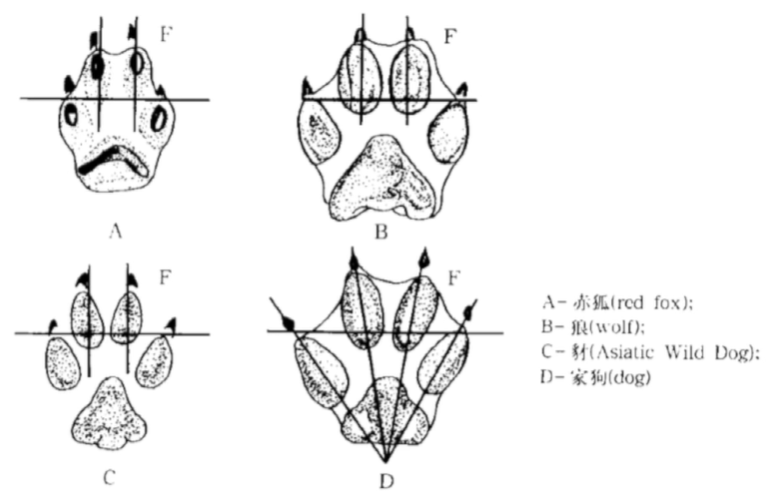 F
F
A
B
F
F
C
D
A- 赤狐(red fox);
B- 狼(wolf);
C- 豺(Asiatic Wild Dog);
D- 家狗(dog)